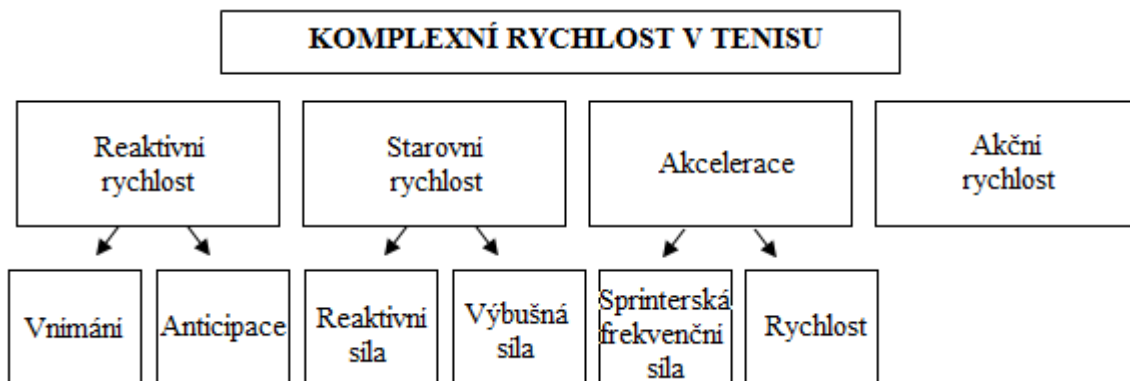 KOMPLEXNÍ RYCHLOST V TENISU
Reaktivní
rychlost
Starovní
rychlost
Akcelerace
Akční
rychlost
Vnímání
Anticipace
Reaktivní
síla
Výbušná
síla
Sprinterská
frekvenční
síla
Rychlost